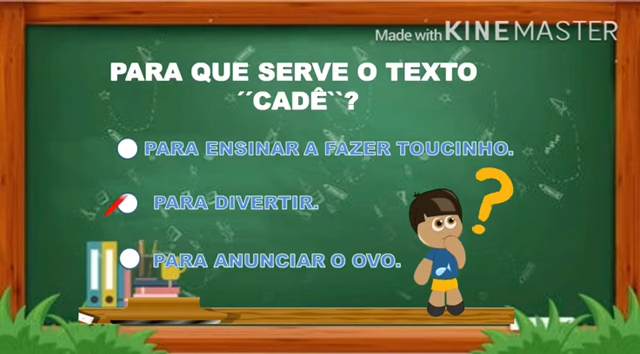 Made with KINEMASTER
PARA QUE SERVE O TEXTO
´´CADÊ``?
PARA ENSINAR A FAZER TOUCINHO.
PARA DIVERTIR.
PARA ANUNCIAR O OVO.